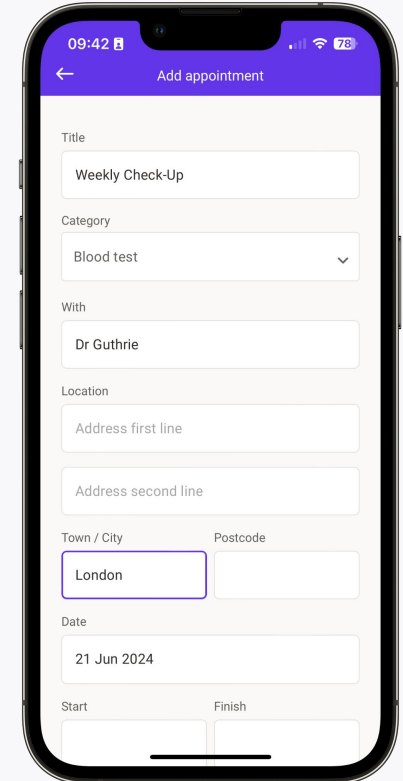 09:42
78
Add appointment
Title
Weekly Check-Up
Category
Blood test
With
Dr Guthrie
Location
Address first line
Address second line
Town / City Postcode
London
Date
21 Jun 2024
Start Finish